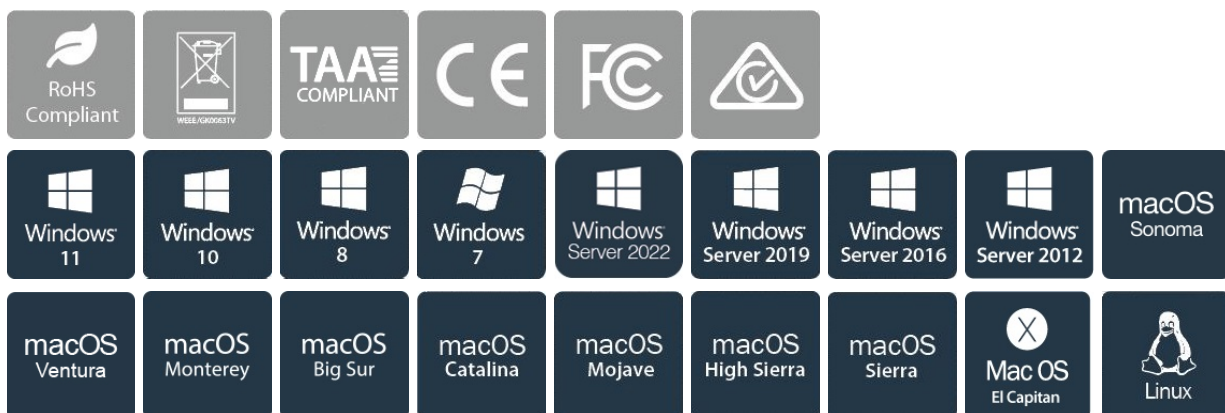 RoHS
Compliant
WEEE/GK0063TV
TAA
COMPLIANT
CE
FC
Windows
11
Windows
10
Windows
8
Windows
7
Windows
Server 2022
Windows
Server 2019
Windows
Server 2016
Windows
Server 2012
macOS
Sonoma
macOS
Ventura
macOS
Monterey
macOS
Big Sur
macOS
Catalina
macOS
Mojave
macOS
High Sierra
macOS
Sierra
X
Mac OS
El Capitan
Linux